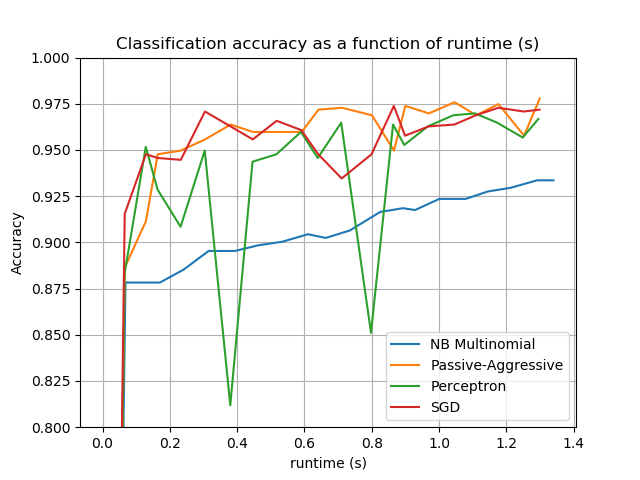 Classification accuracy as a function of runtime (s)
1.000
0.975
0.950
0.925
0.900
0.875
0.850
0.825
0.800
Accuracy
NB Multinomial
Passive-Aggressive
Perceptron
SGD
0.0 0.2 0.4 0.6 0.8 1.0 1.2 1.4
runtime (s)